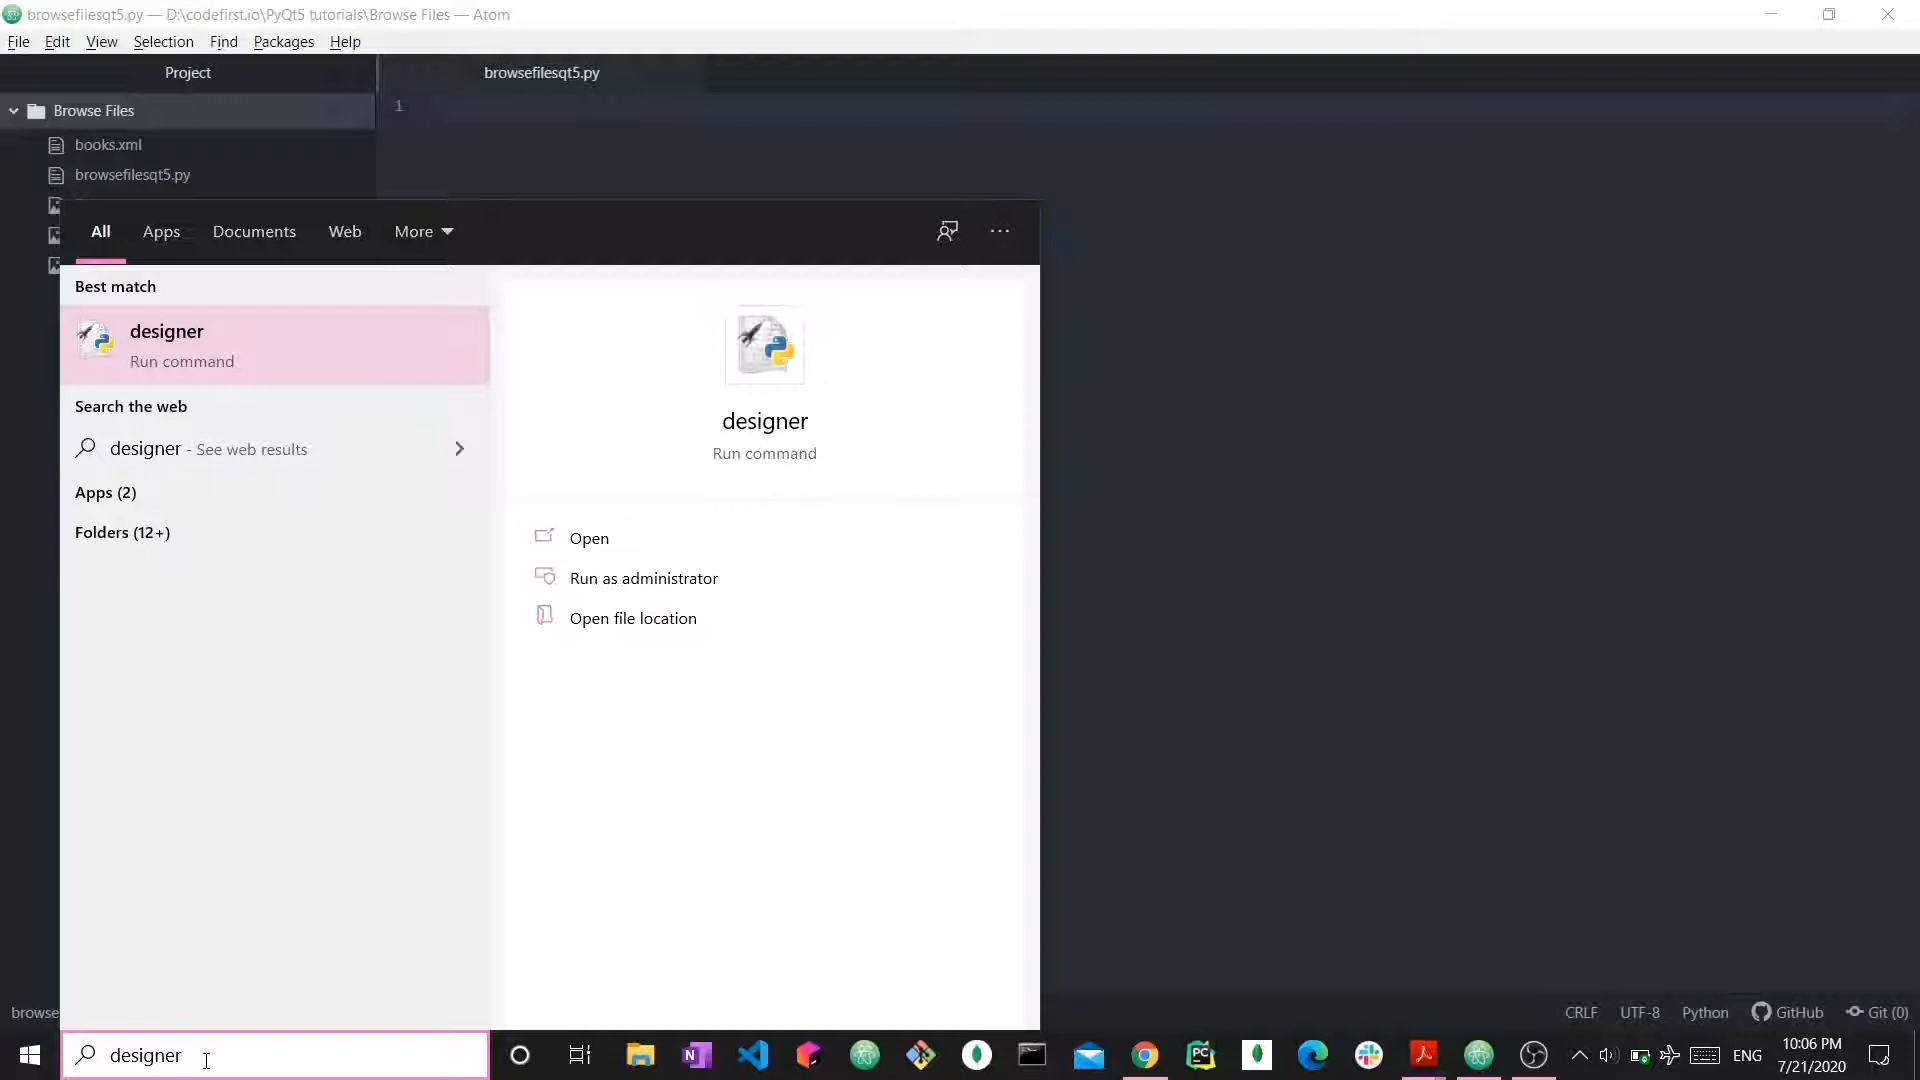 browsefilesqt5.py — D:\codefirst.io\PyQt5 tutorials\Browse Files — Atom
File Edit View Selection Find Packages Help
Project
browsefilesqt5.py
Browse Files
1
books.xml
browsefilesqt5.py
All Apps Documents Web More
Best match
designer
Run command
Search the web
designer - See web results
Apps (2)
Folders (12+)
designer
Run command
Open
Run as administrator
Open file location
browse
CRLF UTF-8 Python GitHub Git (0)
designer
ENG
10:06 PM
7/21/2020